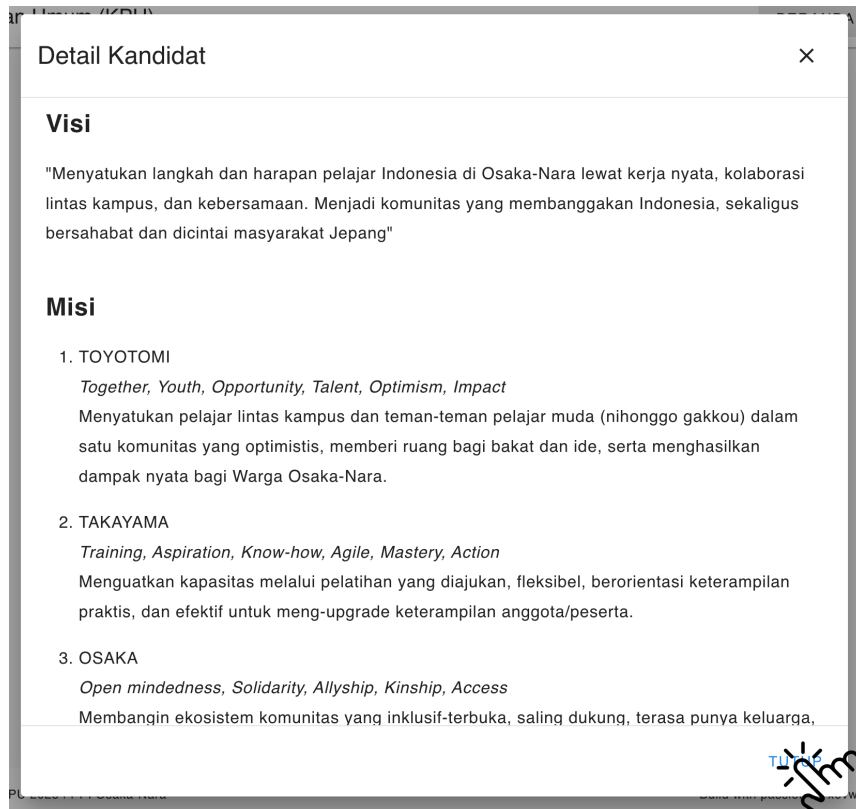 Detail Kandidat
Visi
"Menyatukan langkah dan harapan pelajar Indonesia di Osaka-Nara lewat kerja nyata, kolaborasi
lintas kampus, dan kebersamaan. Menjadi komunitas yang membanggakan Indonesia, sekaligus
bersahabat dan dicintai masyarakat Jepang"
Misi
1. TOYOTOMI
Together, Youth, Opportunity, Talent, Optimism, Impact
Menyatukan pelajar lintas kampus dan teman-teman pelajar muda (nihonggo gakkou) dalam
satu komunitas yang optimistis, memberi ruang bagi bakat dan ide, serta menghasilkan
dampak nyata bagi Warga Osaka-Nara.
2. TAKAYAMA
Training, Aspiration, Know-how, Agile, Mastery, Action
Menguatkan kapasitas melalui pelatihan yang diajukan, fleksibel, berorientasi keterampilan
praktis, dan efektif untuk meng-upgrade keterampilan anggota/peserta.
3. OSAKA
Open mindedness, Solidarity, Allyship, Kinship, Access
Membangin ekosistem komunitas yang inklusif-terbuka, saling dukung, terasa punya keluarga,
TUTUP